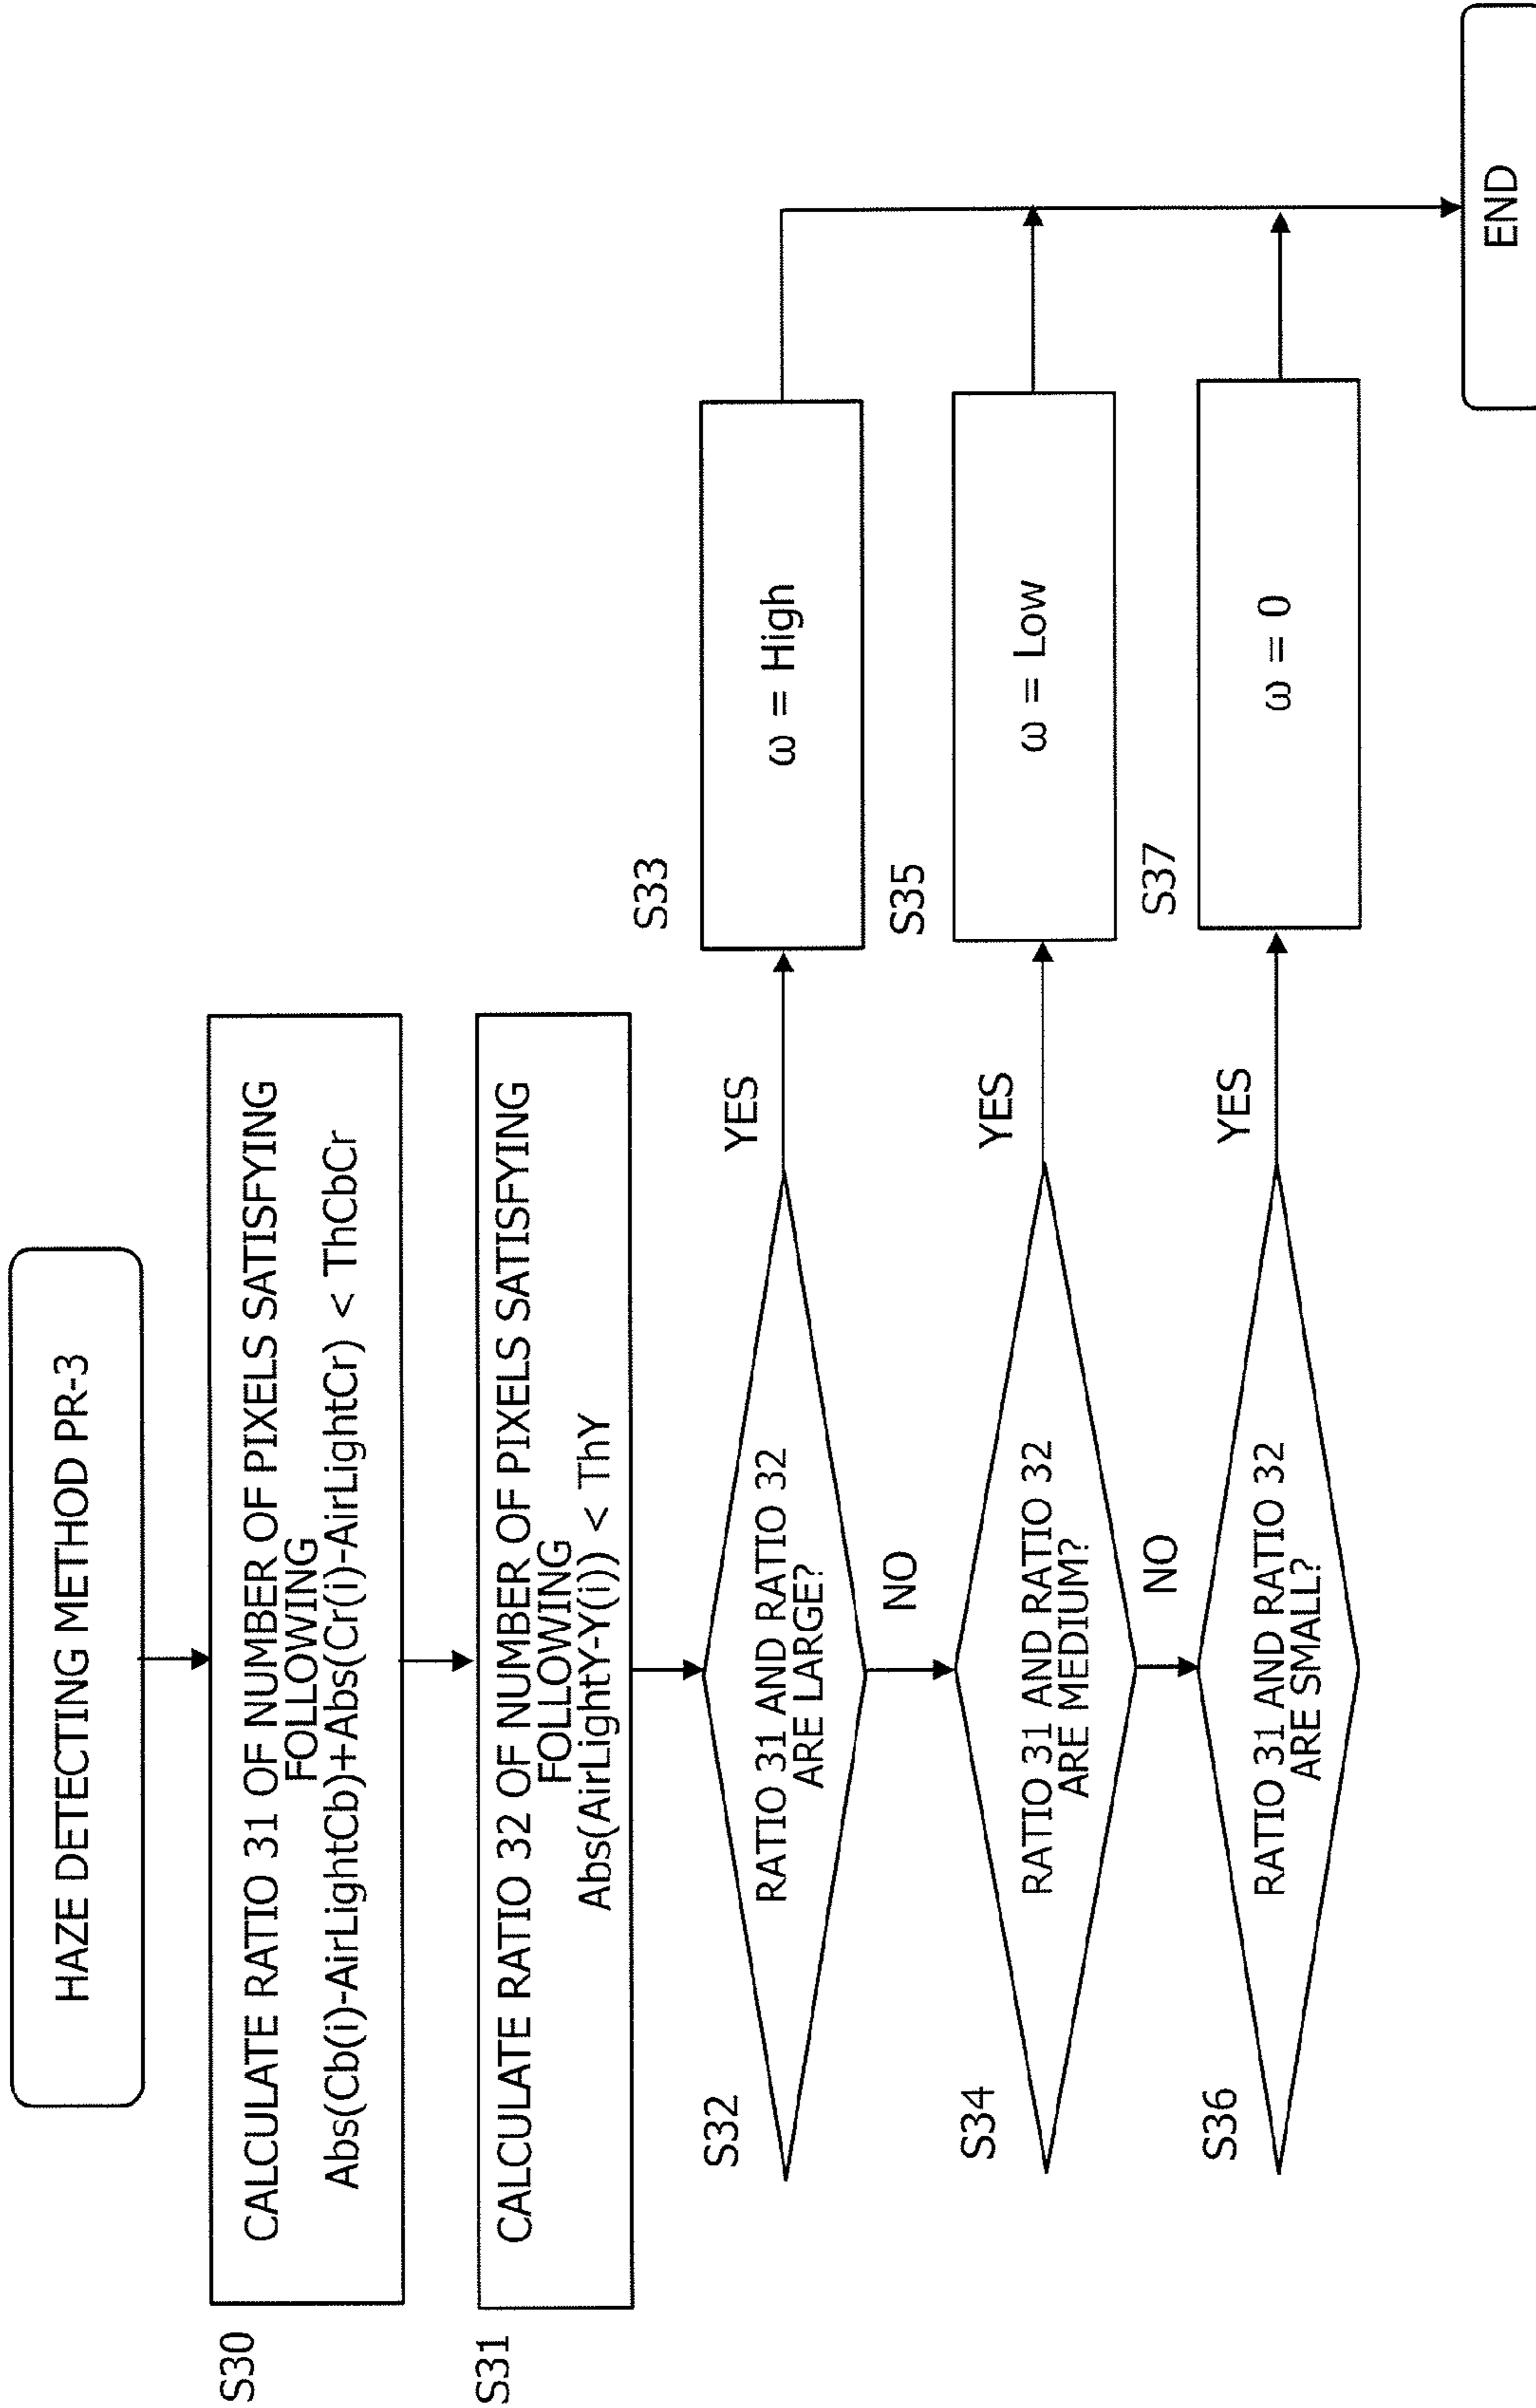 HAZE DETECTING METHOD PR-3
S30
CALCULATE RATIO 31 OF NUMBER OF PIXELS SATISFYING
FOLLOWING
Abs(Cb(i)-AirLightCb)+Abs(Cr(i)-AirLightCr) < ThCbCr
S31
CALCULATE RATIO 32 OF NUMBER OF PIXELS SATISFYING
FOLLOWING
Abs(AirLightY-Y(i)) < ThY
S32
RATIO 31 AND RATIO 32
ARE LARGE?
YES
S33
ω = High
NO
S34
RATIO 31 AND RATIO 32
ARE MEDIUM?
YES
S35
ω = Low
NO
S36
RATIO 31 AND RATIO 32
ARE SMALL?
YES
S37
ω = 0
END